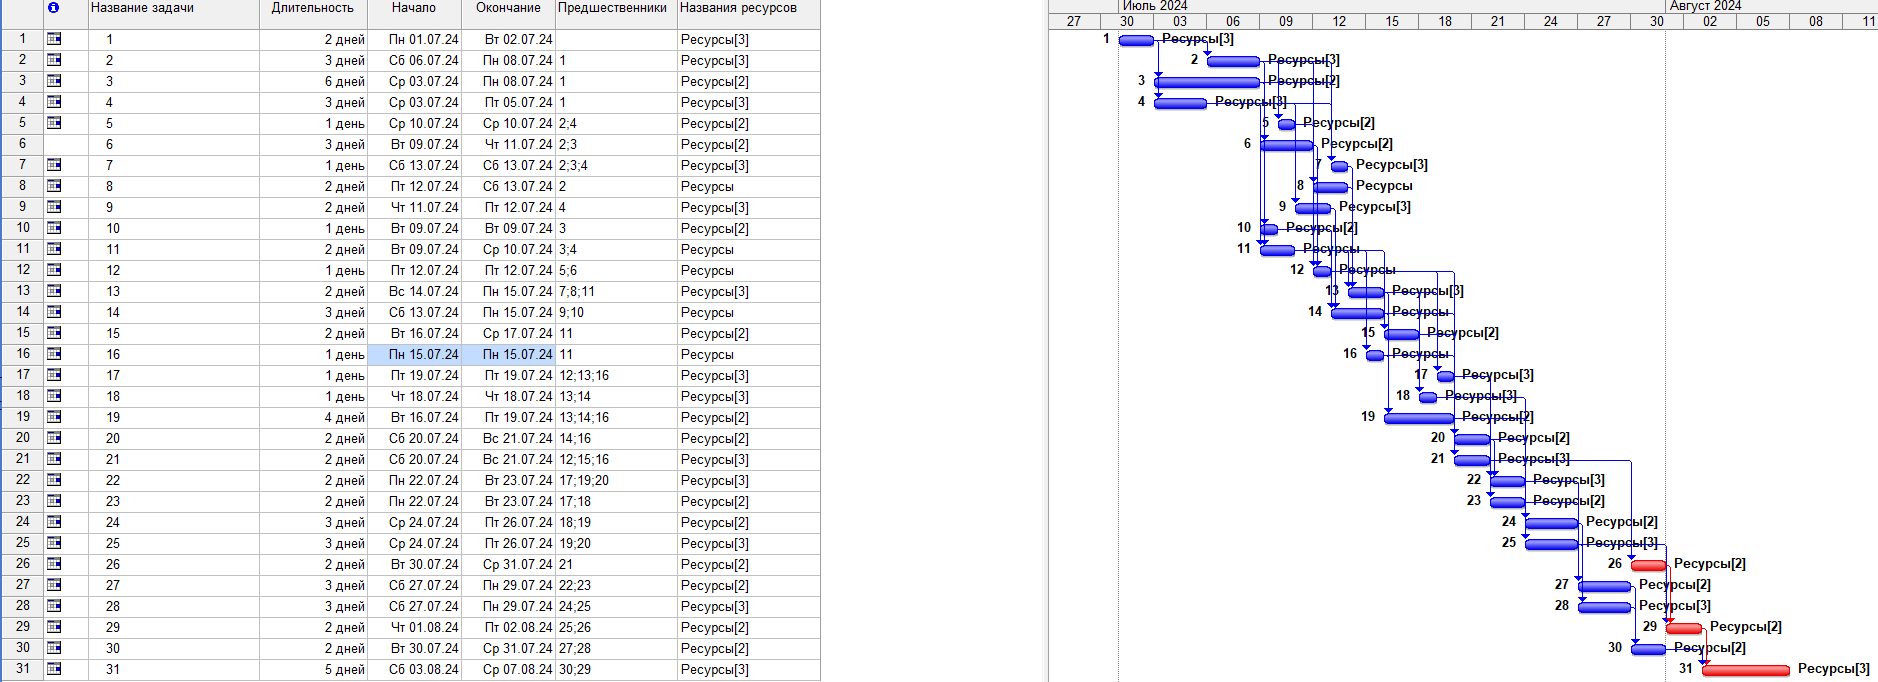 Название задачи Длительность Начало Окончание Предшественники Названия ресурсов
1 1 2 дней Пн 01.07.24 Вт 02.07.24 Ресурсы[3]
2 2 3 дней Сб 06.07.24 Пн 08.07.24 1 Ресурсы[3]
3 3 6 дней Ср 03.07.24 Пн 08.07.24 1 Ресурсы[2]
4 4 3 дней Ср 03.07.24 Пт 05.07.24 1 Ресурсы[3]
5 5 1 день Ср 10.07.24 Ср 10.07.24 2;4 Ресурсы[2]
6 6 3 дней Вт 09.07.24 Чт 11.07.24 2;3 Ресурсы[2]
7 7 1 день Сб 13.07.24 Сб 13.07.24 2;3;4 Ресурсы[3]
8 8 2 дней Пт 12.07.24 Сб 13.07.24 2 Ресурсы
9 9 2 дней Чт 11.07.24 Пт 12.07.24 4 Ресурсы[3]
10 10 1 день Вт 09.07.24 Вт 09.07.24 3 Ресурсы[2]
11 11 2 дней Вт 09.07.24 Ср 10.07.24 3;4 Ресурсы
12 12 1 день Пт 12.07.24 Пт 12.07.24 5;6 Ресурсы
13 13 2 дней Вс 14.07.24 Пн 15.07.24 7;8;11 Ресурсы[3]
14 14 3 дней Сб 13.07.24 Пн 15.07.24 9;10 Ресурсы
15 15 2 дней Вт 16.07.24 Ср 17.07.24 11 Ресурсы[2]
16 16 1 день Пн 15.07.24 Пн 15.07.24 11 Ресурсы
17 17 1 день Пт 19.07.24 Пт 19.07.24 12;13;16 Ресурсы[3]
18 18 1 день Чт 18.07.24 Чт 18.07.24 13;14 Ресурсы[3]
19 19 4 дней Вт 16.07.24 Пт 19.07.24 13;14;16 Ресурсы[2]
20 20 2 дней Сб 20.07.24 Вс 21.07.24 14;16 Ресурсы[2]
21 21 2 дней Сб 20.07.24 Вс 21.07.24 12;15;16 Ресурсы[3]
22 22 2 дней Пн 22.07.24 Вт 23.07.24 17;19;20 Ресурсы[3]
23 23 2 дней Пн 22.07.24 Вт 23.07.24 17;18 Ресурсы[2]
24 24 3 дней Ср 24.07.24 Пт 26.07.24 18;19 Ресурсы[2]
25 25 3 дней Ср 24.07.24 Пт 26.07.24 19;20 Ресурсы[3]
26 26 2 дней Вт 30.07.24 Ср 31.07.24 21 Ресурсы[2]
27 27 3 дней Сб 27.07.24 Пн 29.07.24 22;23 Ресурсы[2]
28 28 3 дней Сб 27.07.24 Пн 29.07.24 24;25 Ресурсы[3]
29 29 2 дней Чт 01.08.24 Пт 02.08.24 25;26 Ресурсы[2]
30 30 2 дней Вт 30.07.24 Ср 31.07.24 27;28 Ресурсы[2]
31 31 5 дней Сб 03.08.24 Ср 07.08.24 30;29 Ресурсы[3]
Июль 2024 Август 2024
27 30 03 06 09 12 15 18 21 24 27 30 02 05 08 11
1 Ресурсы[3]
2 Ресурсы[3]
3 Ресурсы[2]
4 Ресурсы[3]
5 Ресурсы[2]
6 Ресурсы[2]
7 Ресурсы[3]
8 Ресурсы
9 Ресурсы[3]
10 Ресурсы[2]
11 Ресурсы
12 Ресурсы
13 Ресурсы[3]
14 Ресурсы
15 Ресурсы[2]
16 Ресурсы
17 Ресурсы[3]
18 Ресурсы[3]
19 Ресурсы[2]
20 Ресурсы[2]
21 Ресурсы[3]
22 Ресурсы[3]
23 Ресурсы[2]
24 Ресурсы[2]
25 Ресурсы[3]
26 Ресурсы[2]
27 Ресурсы[2]
28 Ресурсы[3]
29 Ресурсы[2]
30 Ресурсы[2]
31 Ресурсы[3]